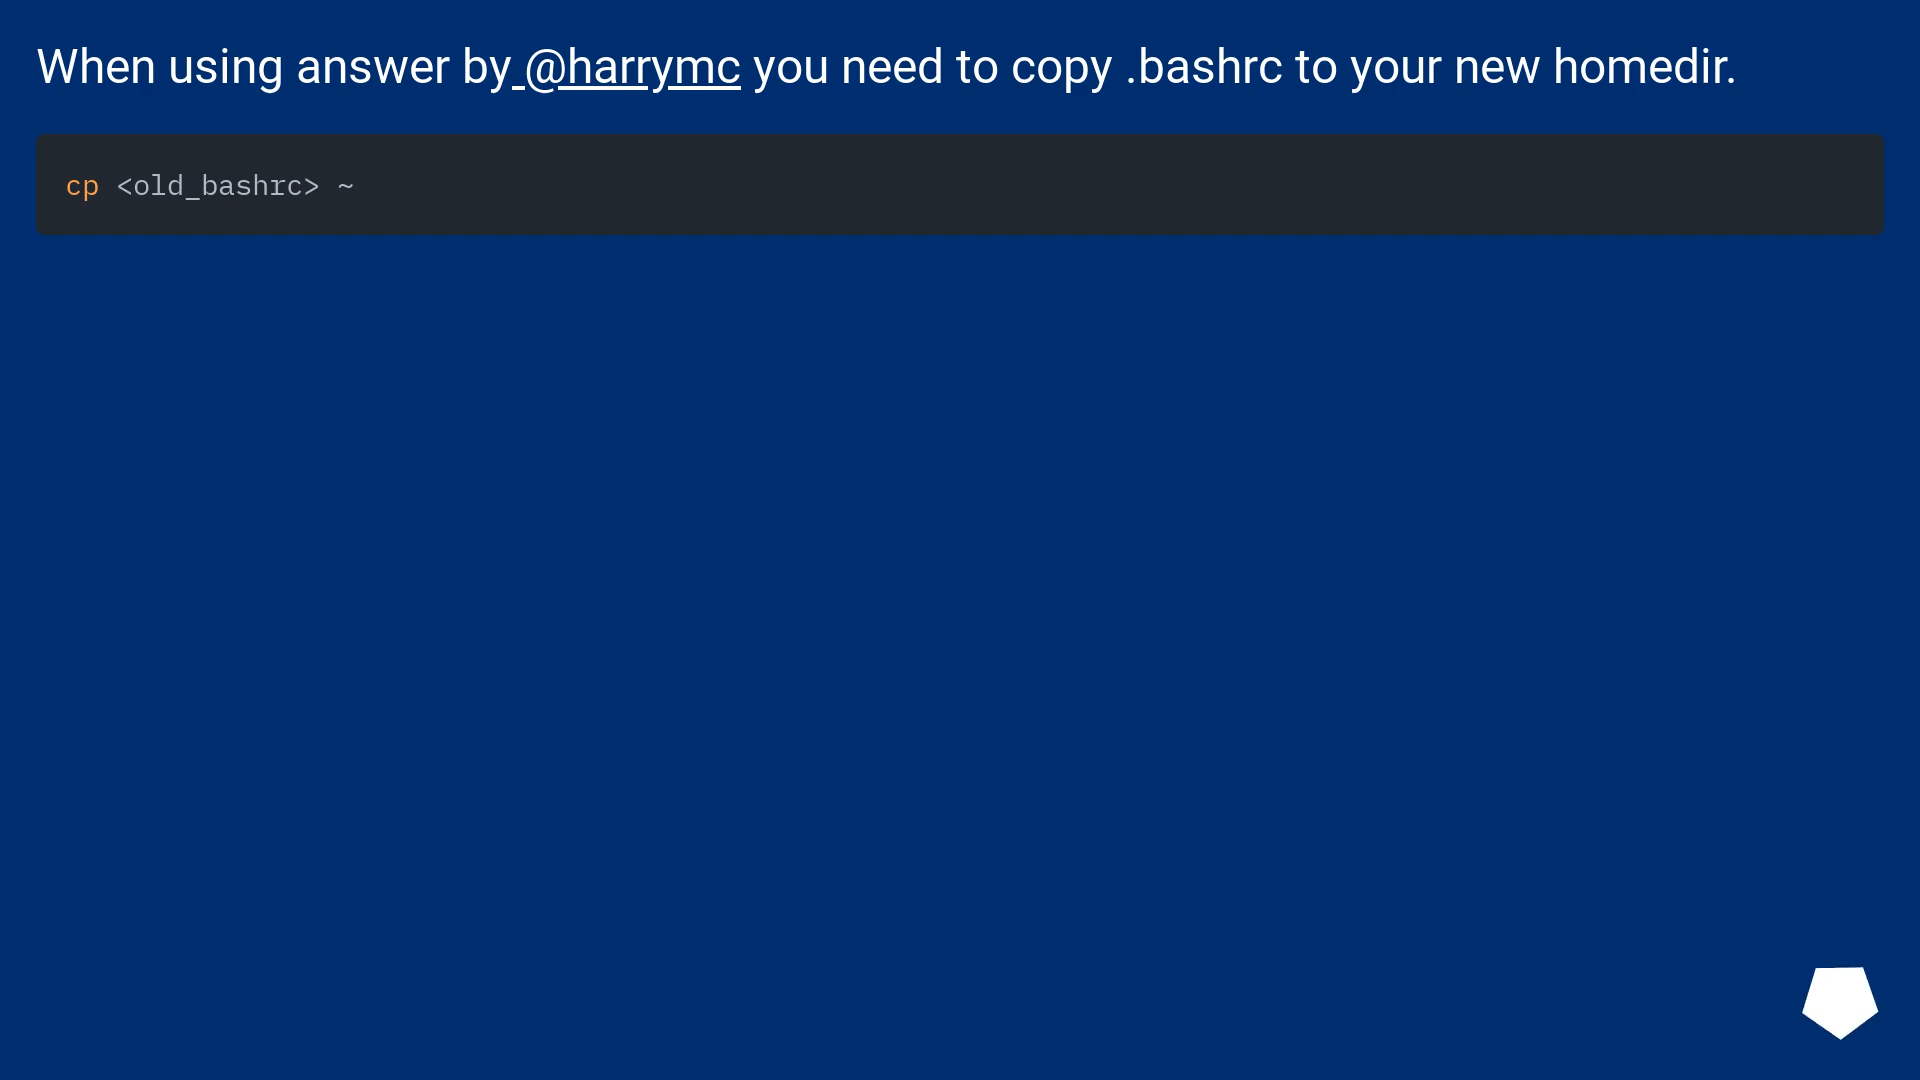 When using answer by @harrymc you need to copy .bashrc to your new homedir.
cp <old_bashrc> ~